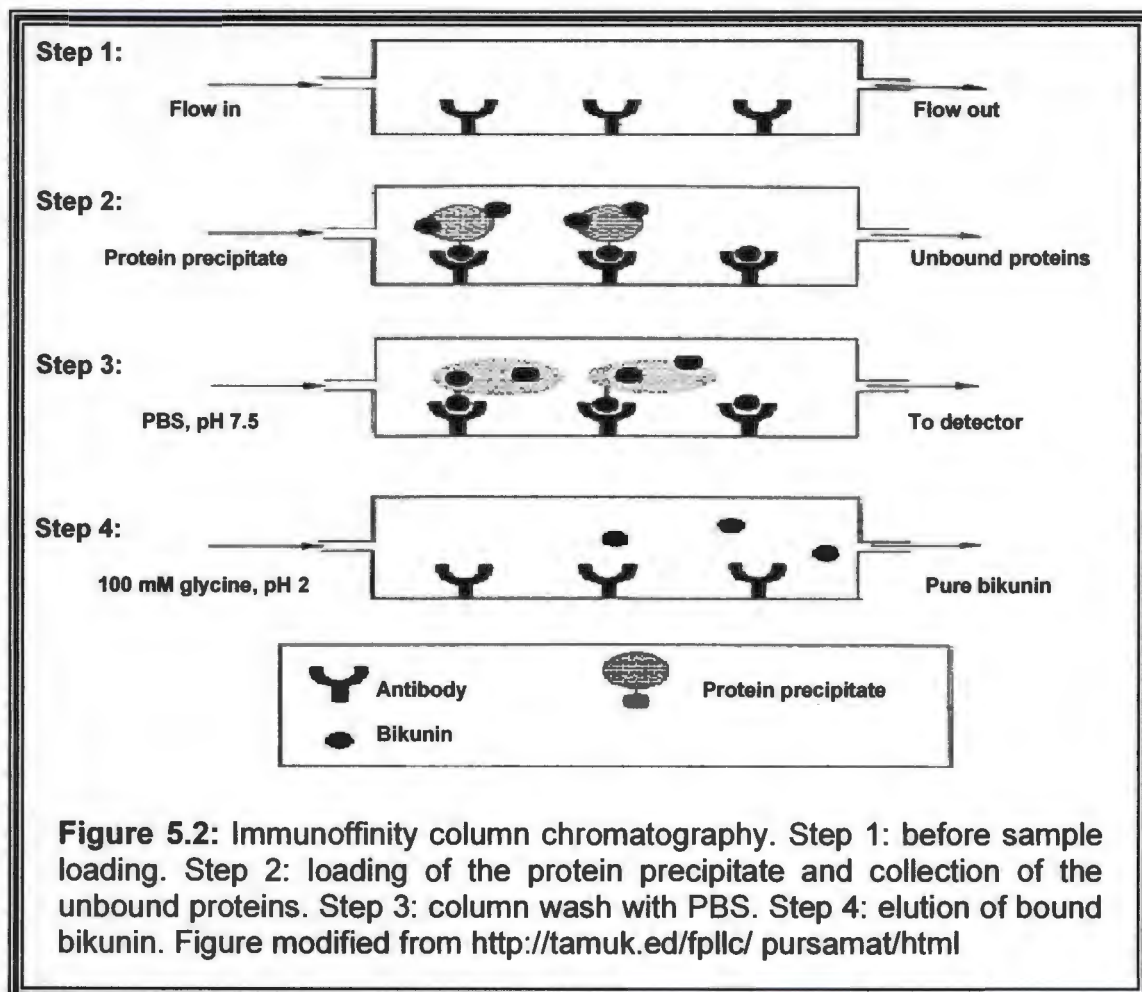 Step 1:
Flow in
Flow out
Step 2:
Protein precipitate
Unbound proteins
Step 3:
PBS, pH 7.5
To detector
Step 4:
100 mM glycine, pH 2
Pure bikunin
Antibody
Protein precipitate
Bikunin
Figure 5.2: Immunoffinity column chromatography. Step 1: before sample
loading. Step 2: loading of the protein precipitate and collection of the
unbound proteins. Step 3: column wash with PBS. Step 4: elution of bound
bikunin. Figure modified from http://tamuk.ed/fpllc/ pursamat/html